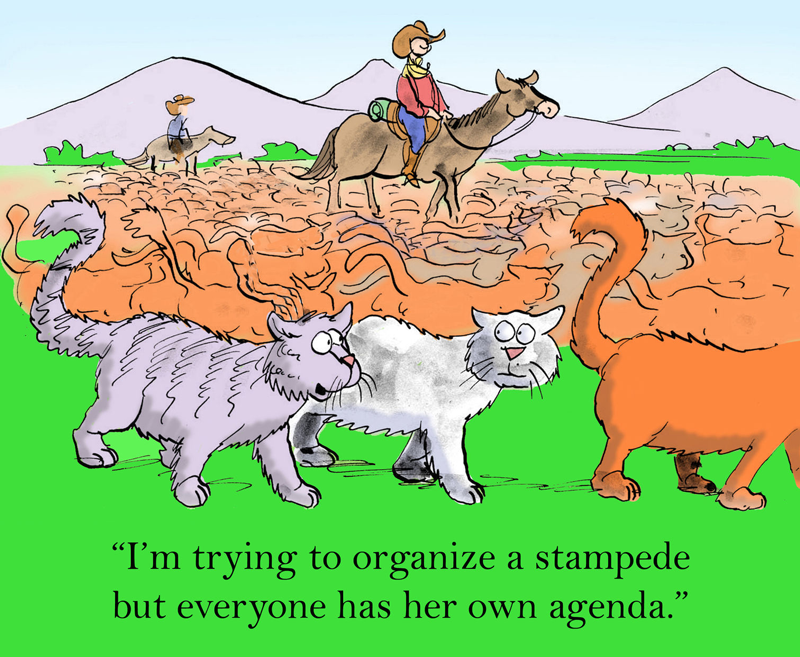 “I’m trying to organize a stampede
but everyone has her own agenda.”